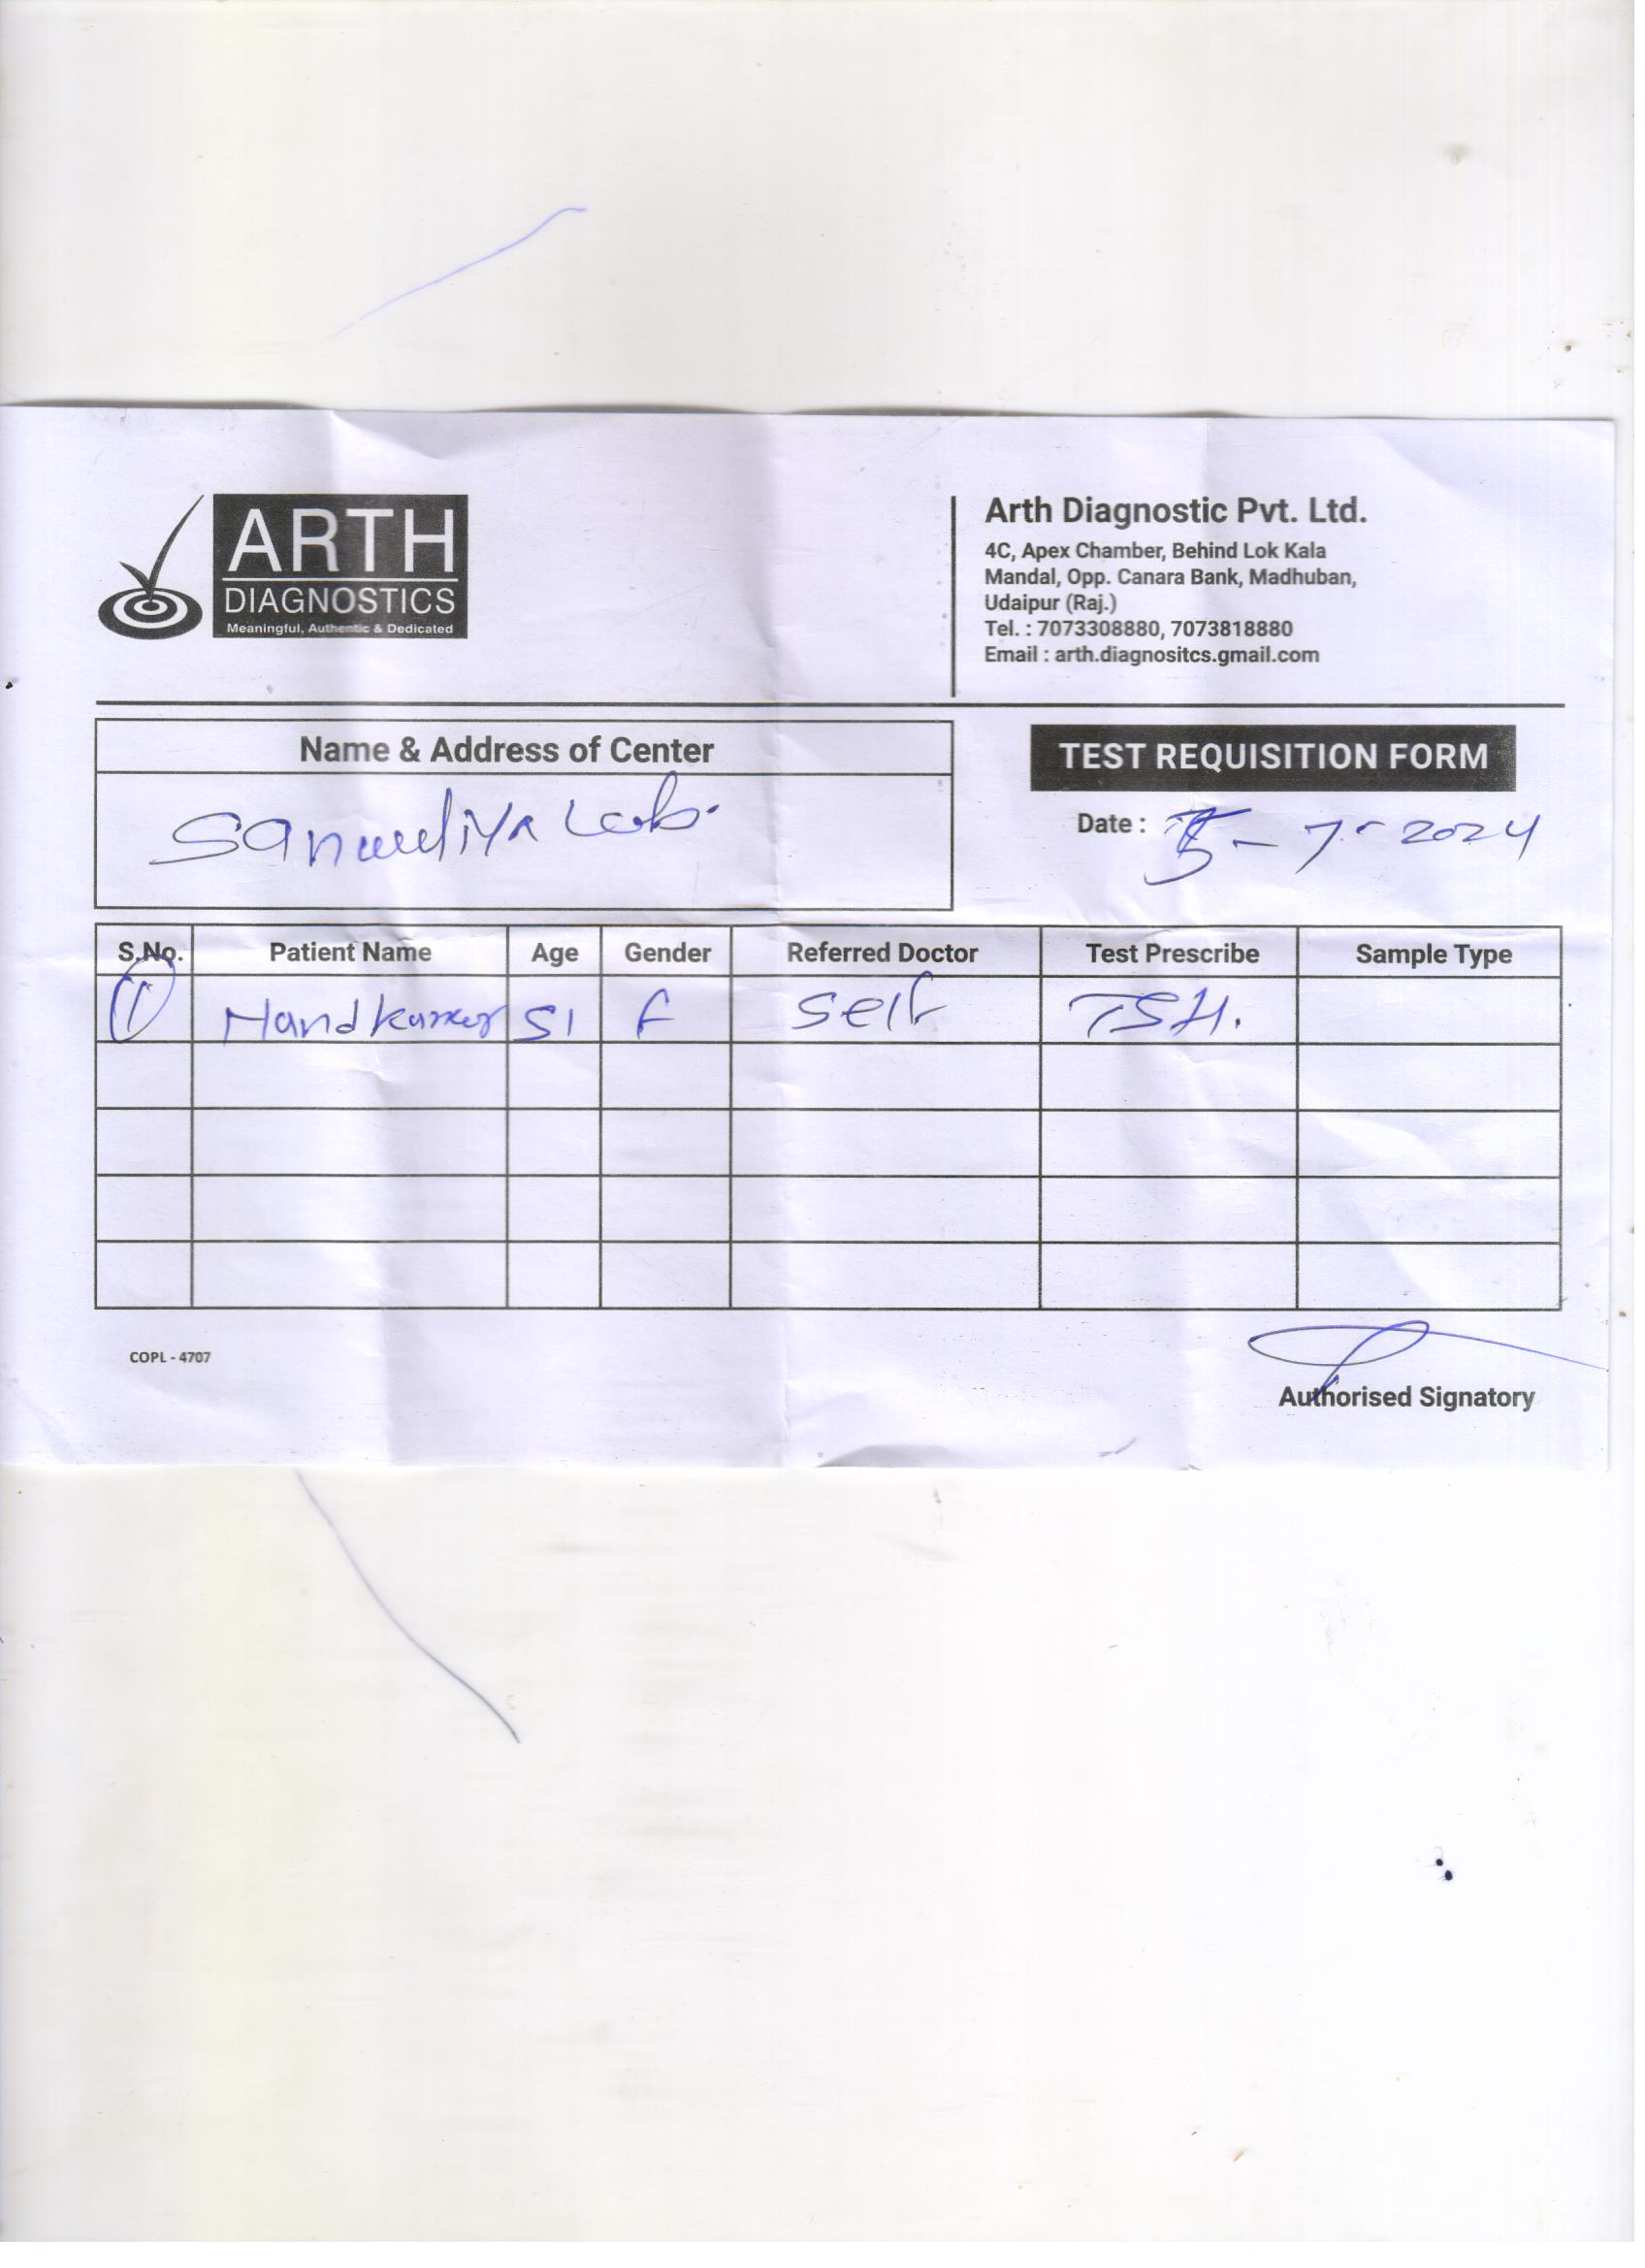 ARTH
DIAGNOSTICS
Meaningful, Authentic & Dedicated
Arth Diagnostic Pvt. Ltd.
4C, Apex Chamber, Behind Lok Kala
Mandal, Opp. Canara Bank, Madhuban,
Udaipur (Raj.)
Tel. : 7073308880, 7073818880
Email : arth.diagnositcs.gmail.com
Name & Address of Center
Lab.
TEST REQUISITION FORM
Date : 5-7-2024
S.No. Patient Name Age Gender Referred Doctor Test Prescribe Sample Type
1 51 F Self TSH.
COPL - 4707
Authorised Signatory